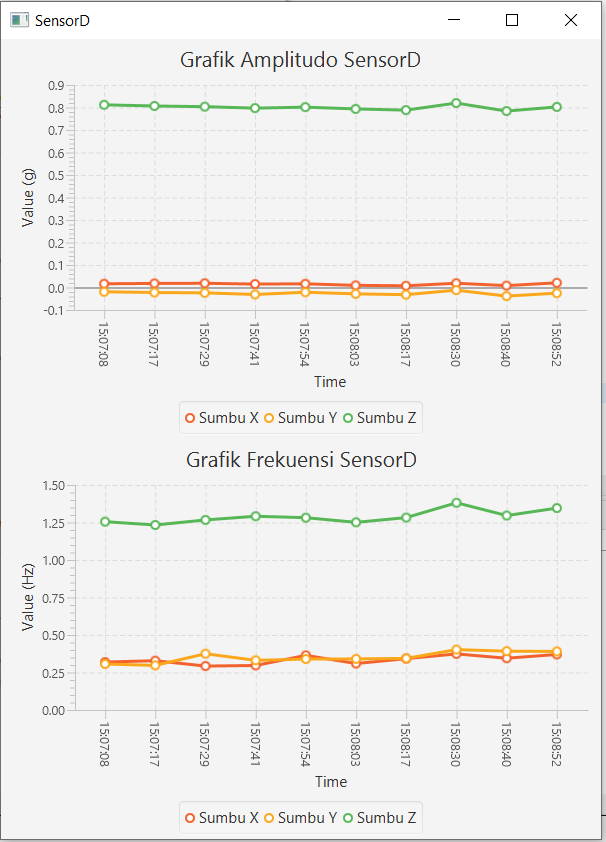 SensorD
Grafik Amplitudo SensorD
0.9
0.8
0.7
0.6
0.5
0.4
0.3
0.2
0.1
0.0
-0.1
Value (g)
15:07:08 15:07:17 15:07:29 15:07:41 15:07:54 15:08:03 15:08:17 15:08:30 15:08:40 15:08:52
Time
Sumbu X Sumbu Y Sumbu Z
Grafik Frekuensi SensorD
1.50
1.25
1.00
0.75
0.50
0.25
0.00
Value (Hz)
15:07:08 15:07:17 15:07:29 15:07:41 15:07:54 15:08:03 15:08:17 15:08:30 15:08:40 15:08:52
Time
Sumbu X Sumbu Y Sumbu Z